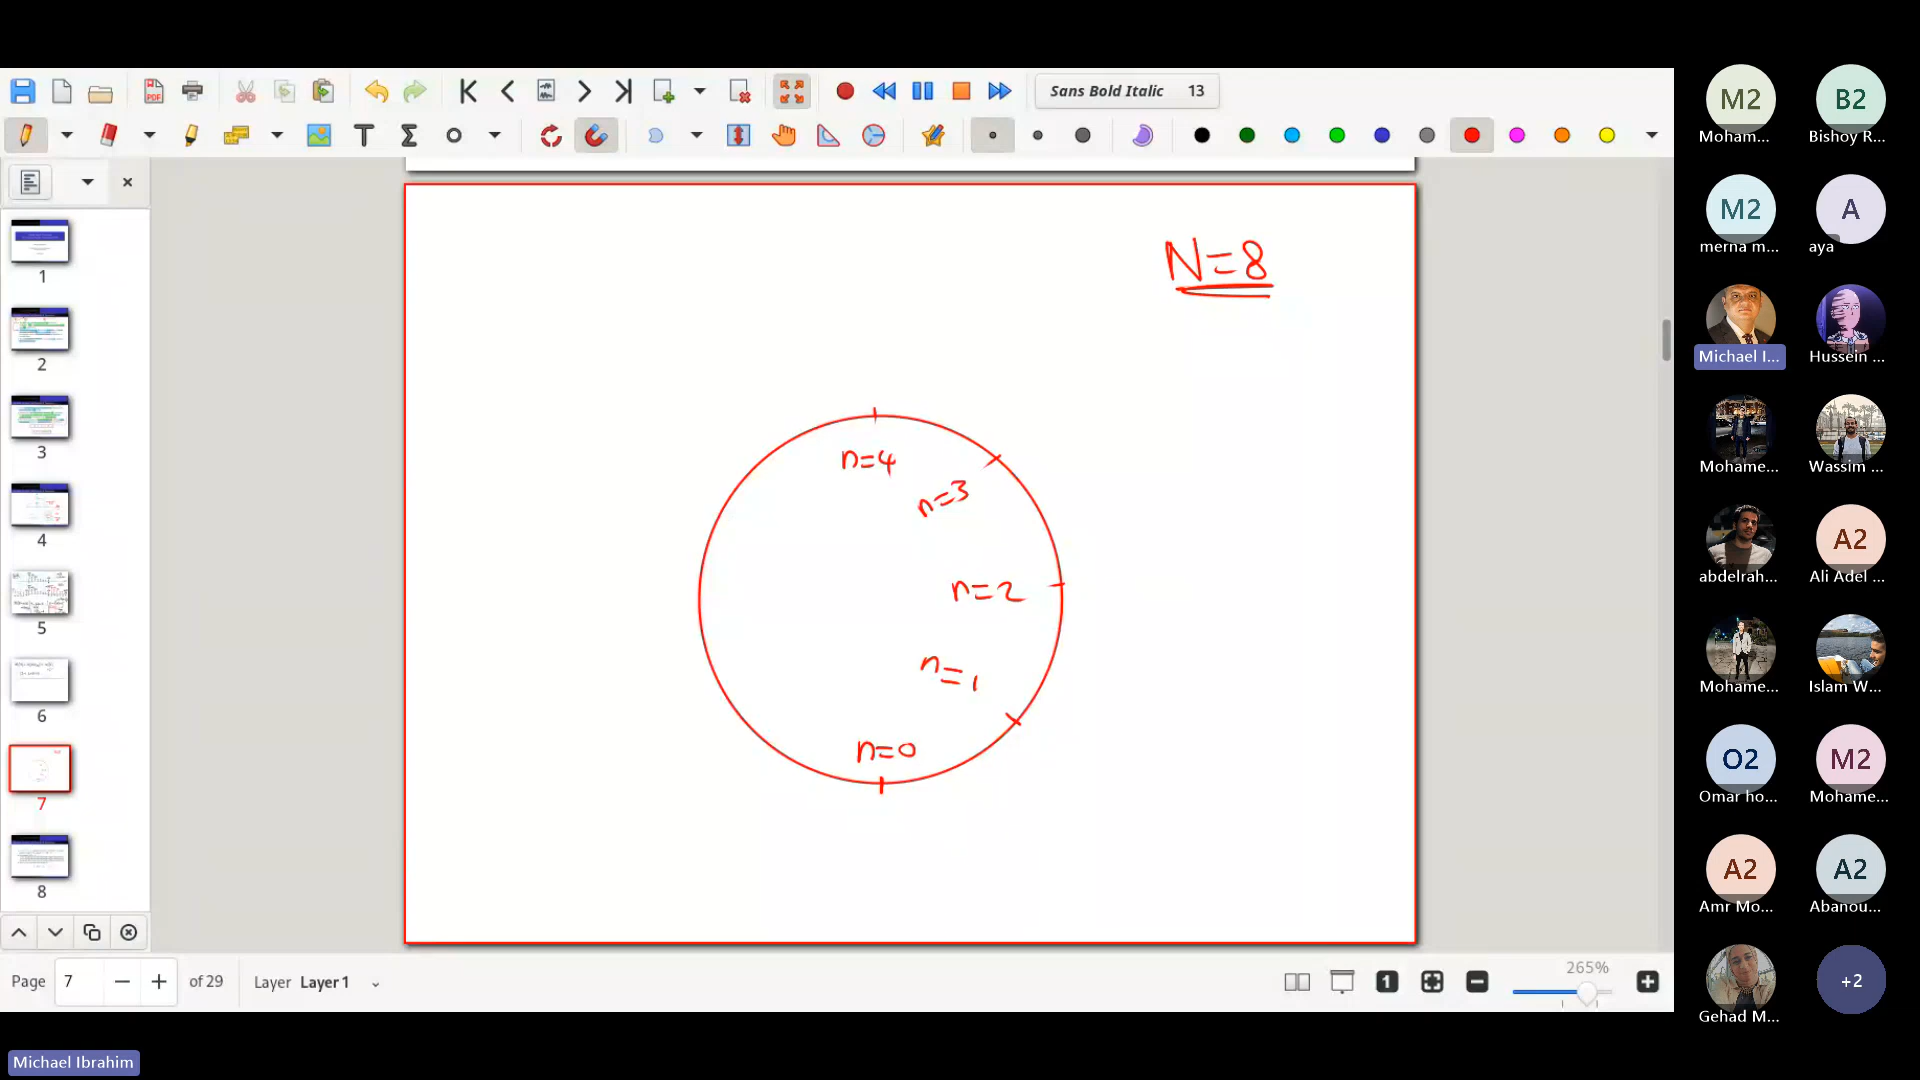 Sans Bold Italic 13
1
2
3
4
5
6
7
8
N=8
n=4
n=3
n=2
n=1
n=0
M2
Moham...
B2
Bishoy R...
M2
merna m...
A
aya
Michael I...
Hussein ...
Mohame...
Wassim ...
abdelrah...
A2
Ali Adel ...
Mohame...
Islam W...
O2
Omar ho...
M2
Mohame...
A2
Amr Mo...
A2
Abanou...
Gehad M...
+2
Page 7 of 29 Layer Layer 1
1
265%
Michael Ibrahim